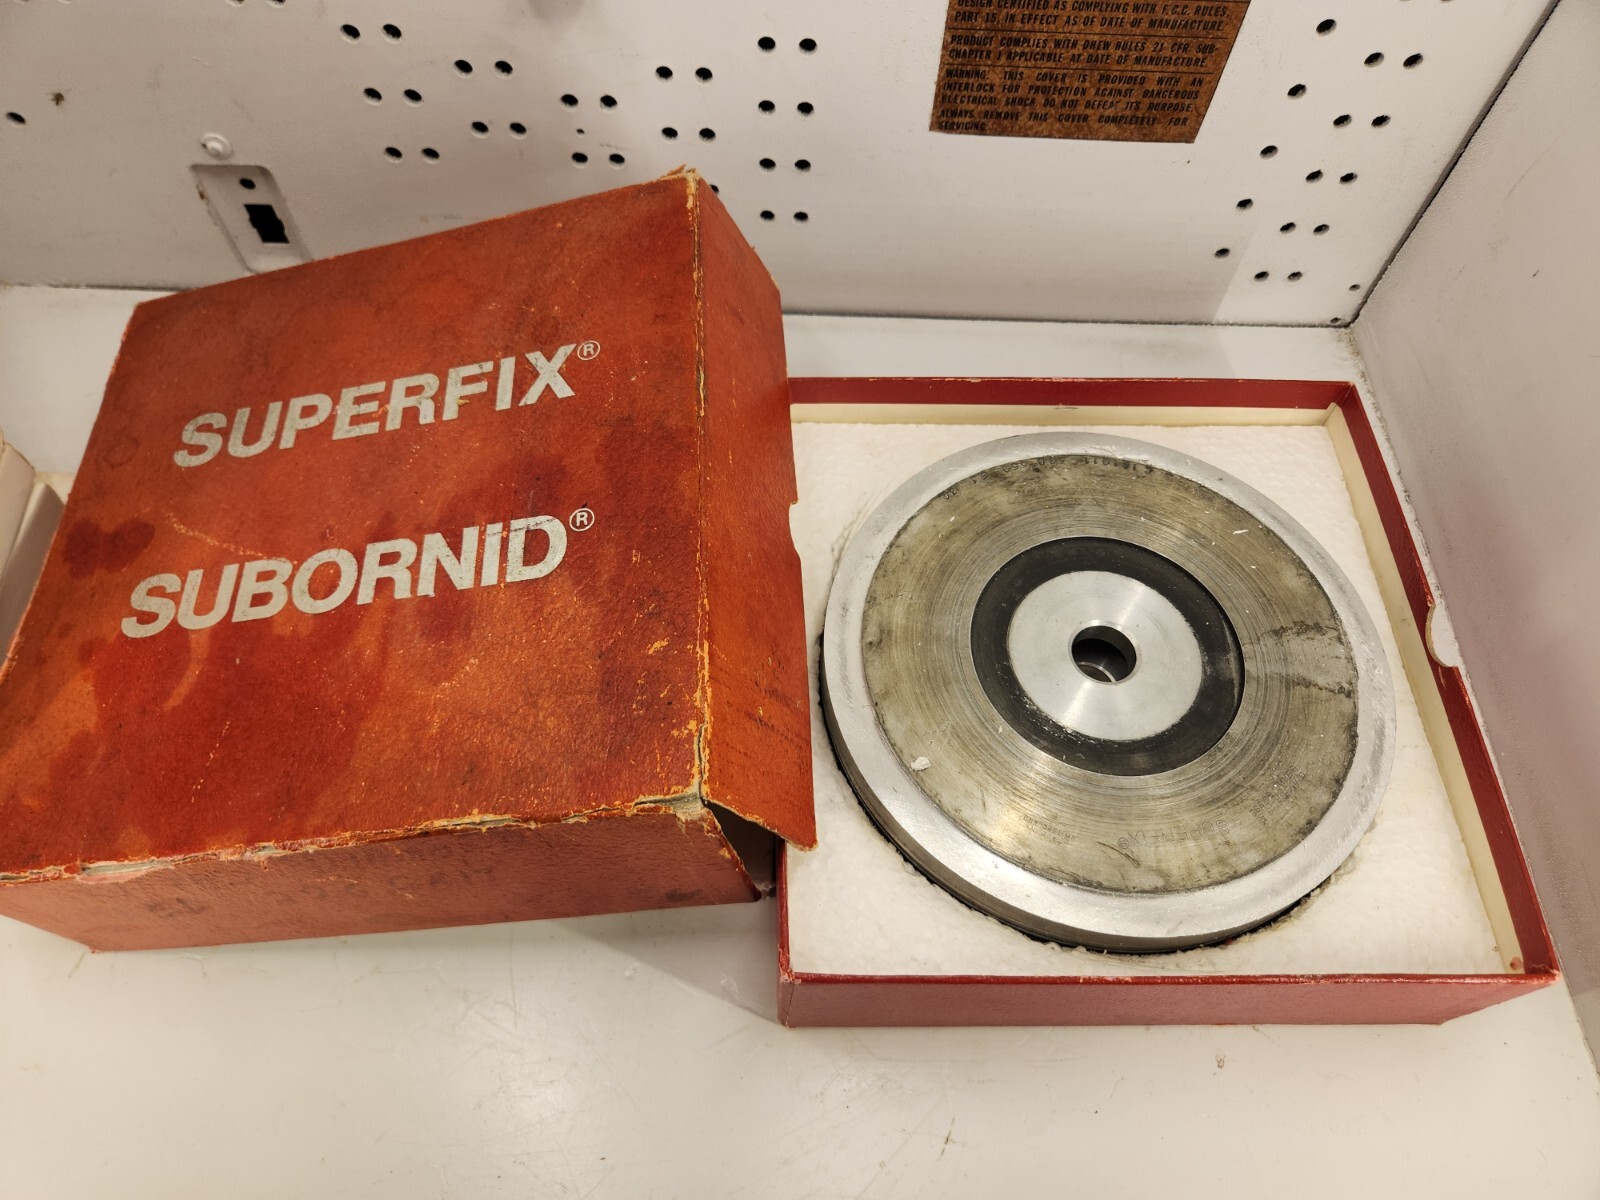 DESIGN CERTIFIED AS COMPLYING WITH F.C.C. RULES,
PART 15, IN EFFECT AS OF DATE OF MANUFACTURE
PRODUCT COMPLIES WITH DHEW RULES 21 CFR, SUB-
CHAPTER J APPLICABLE AT DATE OF MANUFACTURE
WARNING: THIS COVER IS PROVIDED WITH AN
INTERLOCK FOR PROTECTION AGAINST DANGEROUS
ELECTRICAL SHOCK DO NOT DEFEAT IT'S PURPOSE.
ALWAYS REMOVE THIS COVER COMPLETELY FOR
SERVICING
SUPERFIX®
SUBORNID®